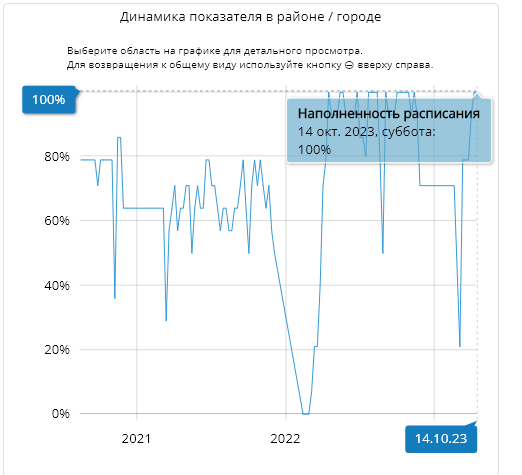 Динамика показателя в районе / городе
Выберите область на графике для детального просмотра.
Для возвращения к общему виду используйте кнопку ⊝ вверху справа.
100%
Наполненность расписания
14 окт. 2023, суббота:
100%
80%
60%
40%
20%
0%
2021
2022
14.10.23